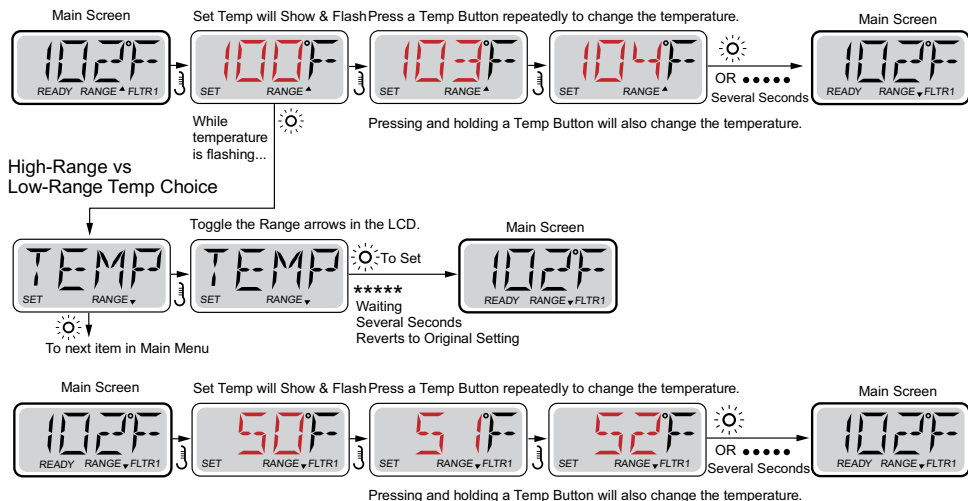 Main Screen
Set Temp will Show & Flash
Press a Temp Button repeatedly to change the temperature.
Main Screen
102°F
READY RANGE FLTR1
100°F
SET RANGE
103°F
SET RANGE
104°F
SET RANGE
OR
Several Seconds
102°F
READY RANGE FLTR1
While
temperature
is flashing...
Pressing and holding a Temp Button will also change the temperature.
High-Range vs
Low-Range Temp Choice
Toggle the Range arrows in the LCD.
Main Screen
TEMP
SET RANGE
TEMP
SET RANGE
To Set
*****
Waiting
Several Seconds
Reverts to Original Setting
102°F
READY RANGE FLTR1
To next item in Main Menu
Main Screen
Set Temp will Show & Flash
Press a Temp Button repeatedly to change the temperature.
Main Screen
102°F
READY RANGE FLTR1
50°F
SET RANGE FLTR1
51°F
SET RANGE FLTR1
52°F
SET RANGE FLTR1
OR
Several Seconds
102°F
READY RANGE FLTR1
Pressing and holding a Temp Button will also change the temperature.